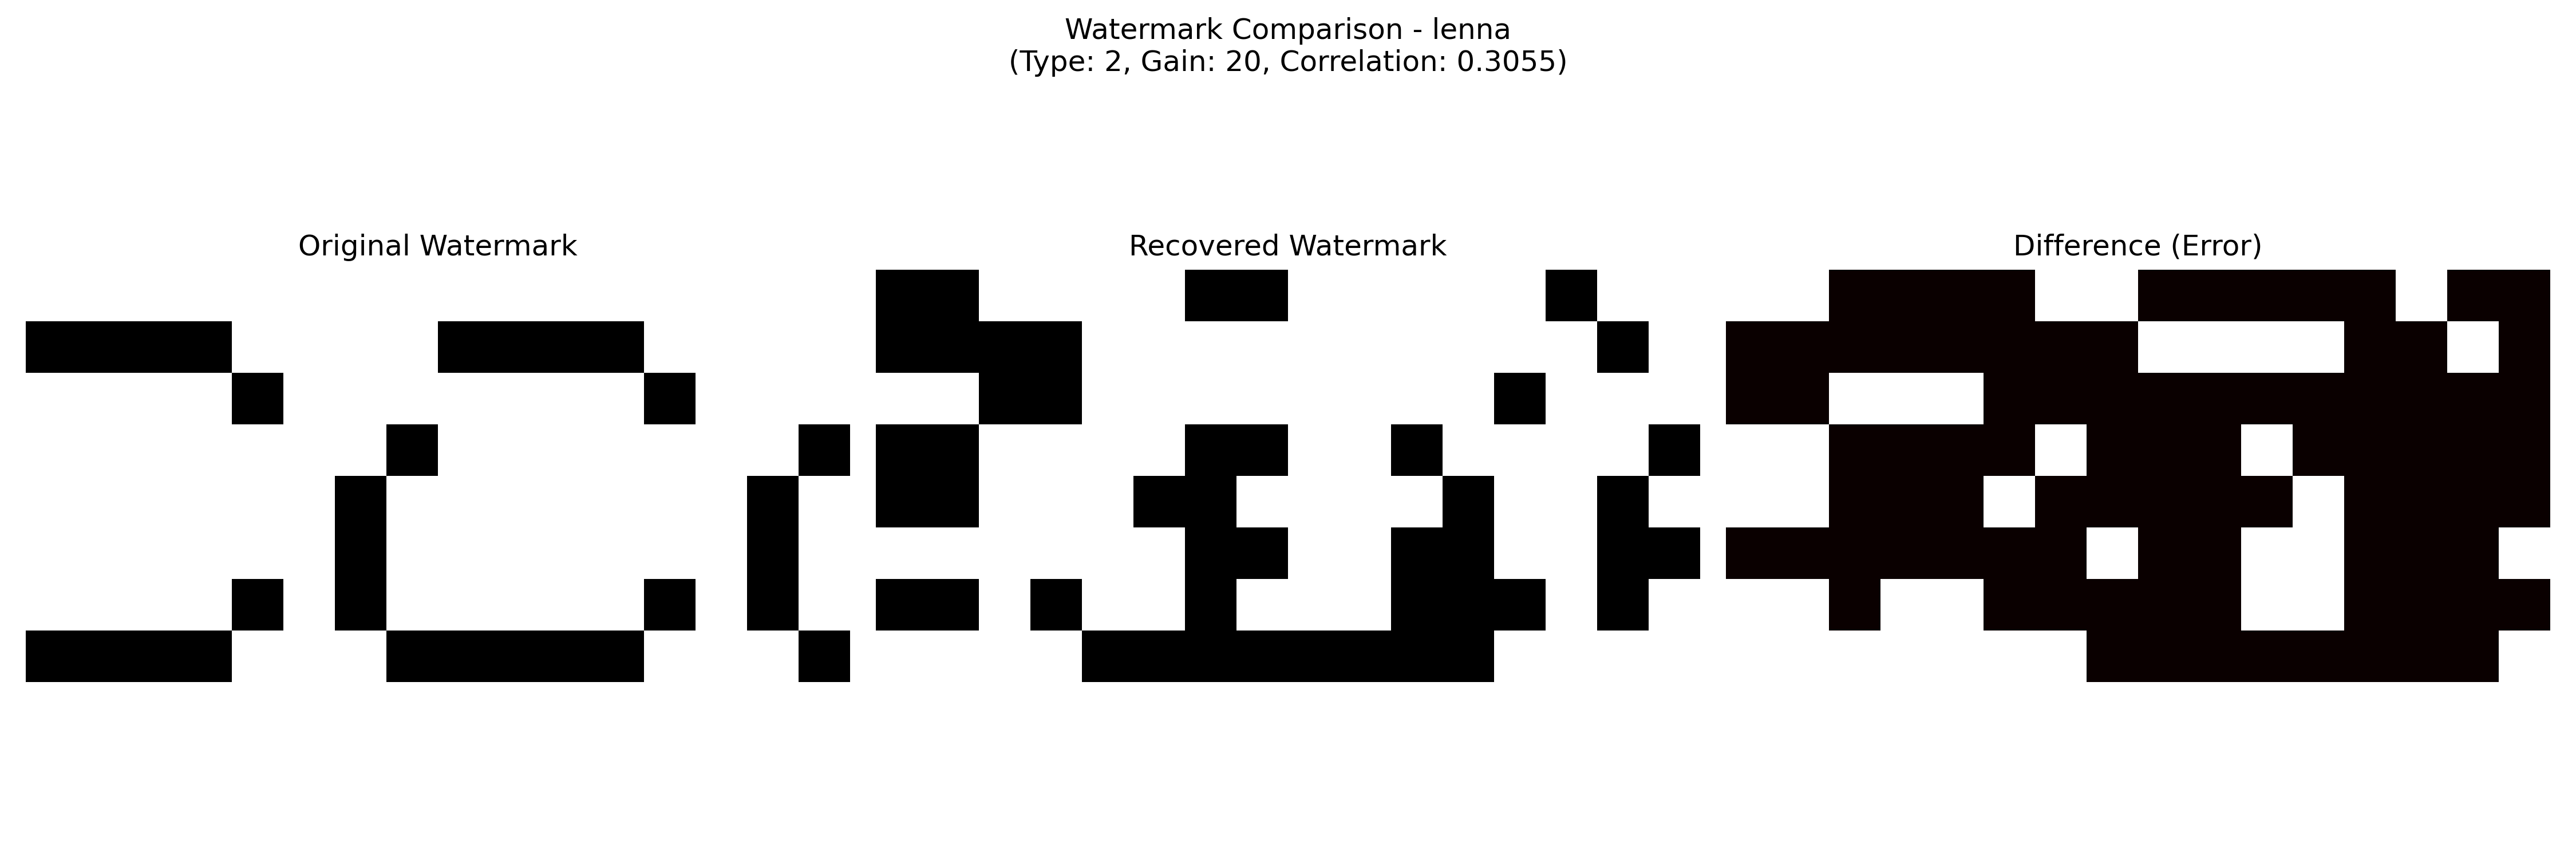 Watermark Comparison - lenna
(Type: 2, Gain: 20, Correlation: 0.3055)
Original Watermark
Recovered Watermark
Difference (Error)